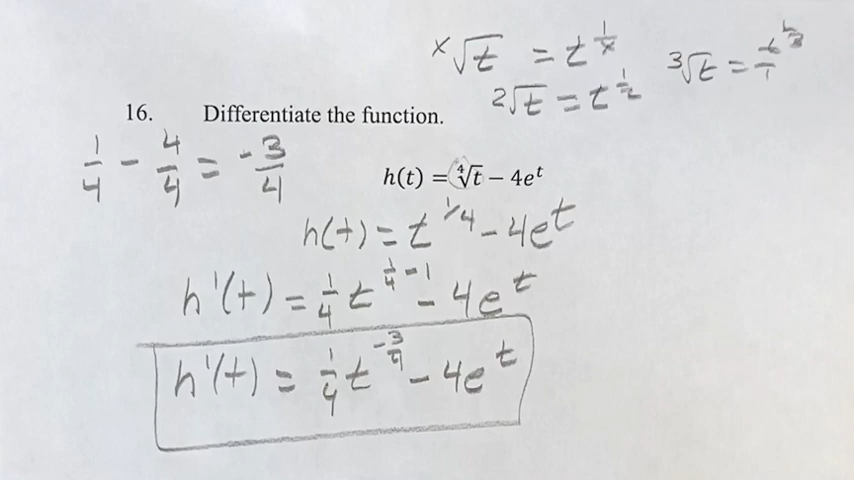 ˣ√t = t^(1/x)
³√t = t^(1/3)
²√t = t^(1/2)
16. Differentiate the function.
1/4 - 4/4 = -3/4
h(t) = ⁴√t − 4eᵗ
h(t) = t^(1/4) - 4eᵗ
h'(t) = 1/4 t^(1/4 - 1) - 4eᵗ
h'(t) = 1/4 t^(-3/4) - 4eᵗ